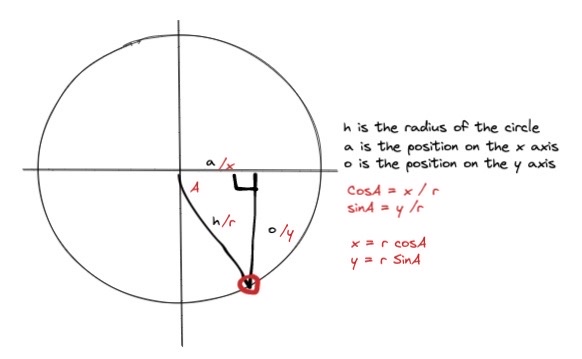 h is the radius of the circle
a is the position on the x axis
o is the position on the y axis
cosA = x / r
sinA = y /r
x = r cosA
y = r SinA
a /x
A
h/r
o /y